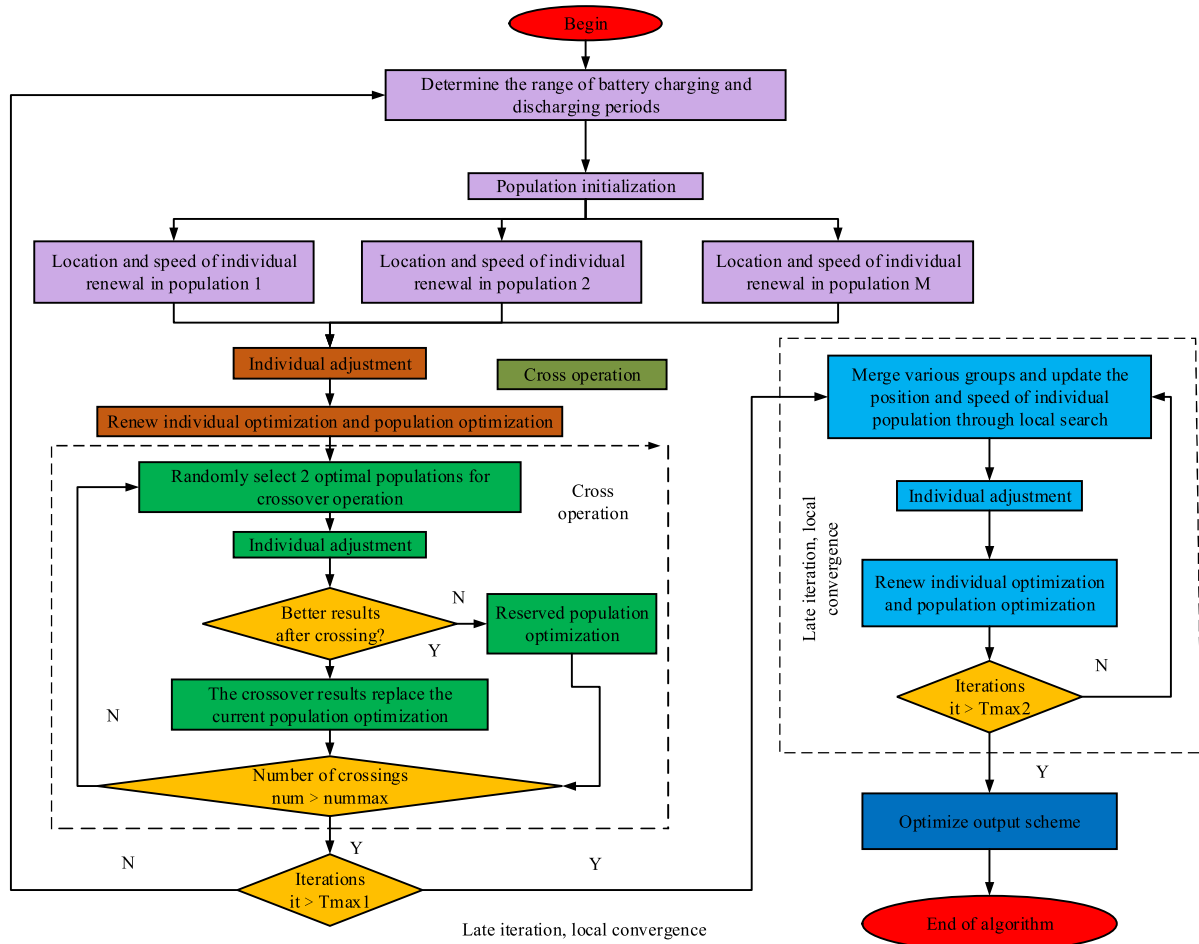 Begin
Determine the range of battery charging and
discharging periods
Population initialization
Location and speed of individual
renewal in population 1
Location and speed of individual
renewal in population 2
Location and speed of individual
renewal in population M
Individual adjustment
Cross operation
Renew individual optimization and population optimization
Randomly select 2 optimal populations for
crossover operation
Cross
operation
Individual adjustment
Better results
after crossing?
N
Y
Reserved population
optimization
The crossover results replace the
current population optimization
N
Number of crossings
num > nummax
Y
N
Iterations
it > Tmax1
Y
Late iteration, local convergence
Merge various groups and update the
position and speed of individual
population through local search
Individual adjustment
Late iteration, local
convergence
Renew individual optimization
and population optimization
Iterations
it > Tmax2
N
Y
Optimize output scheme
End of algorithm